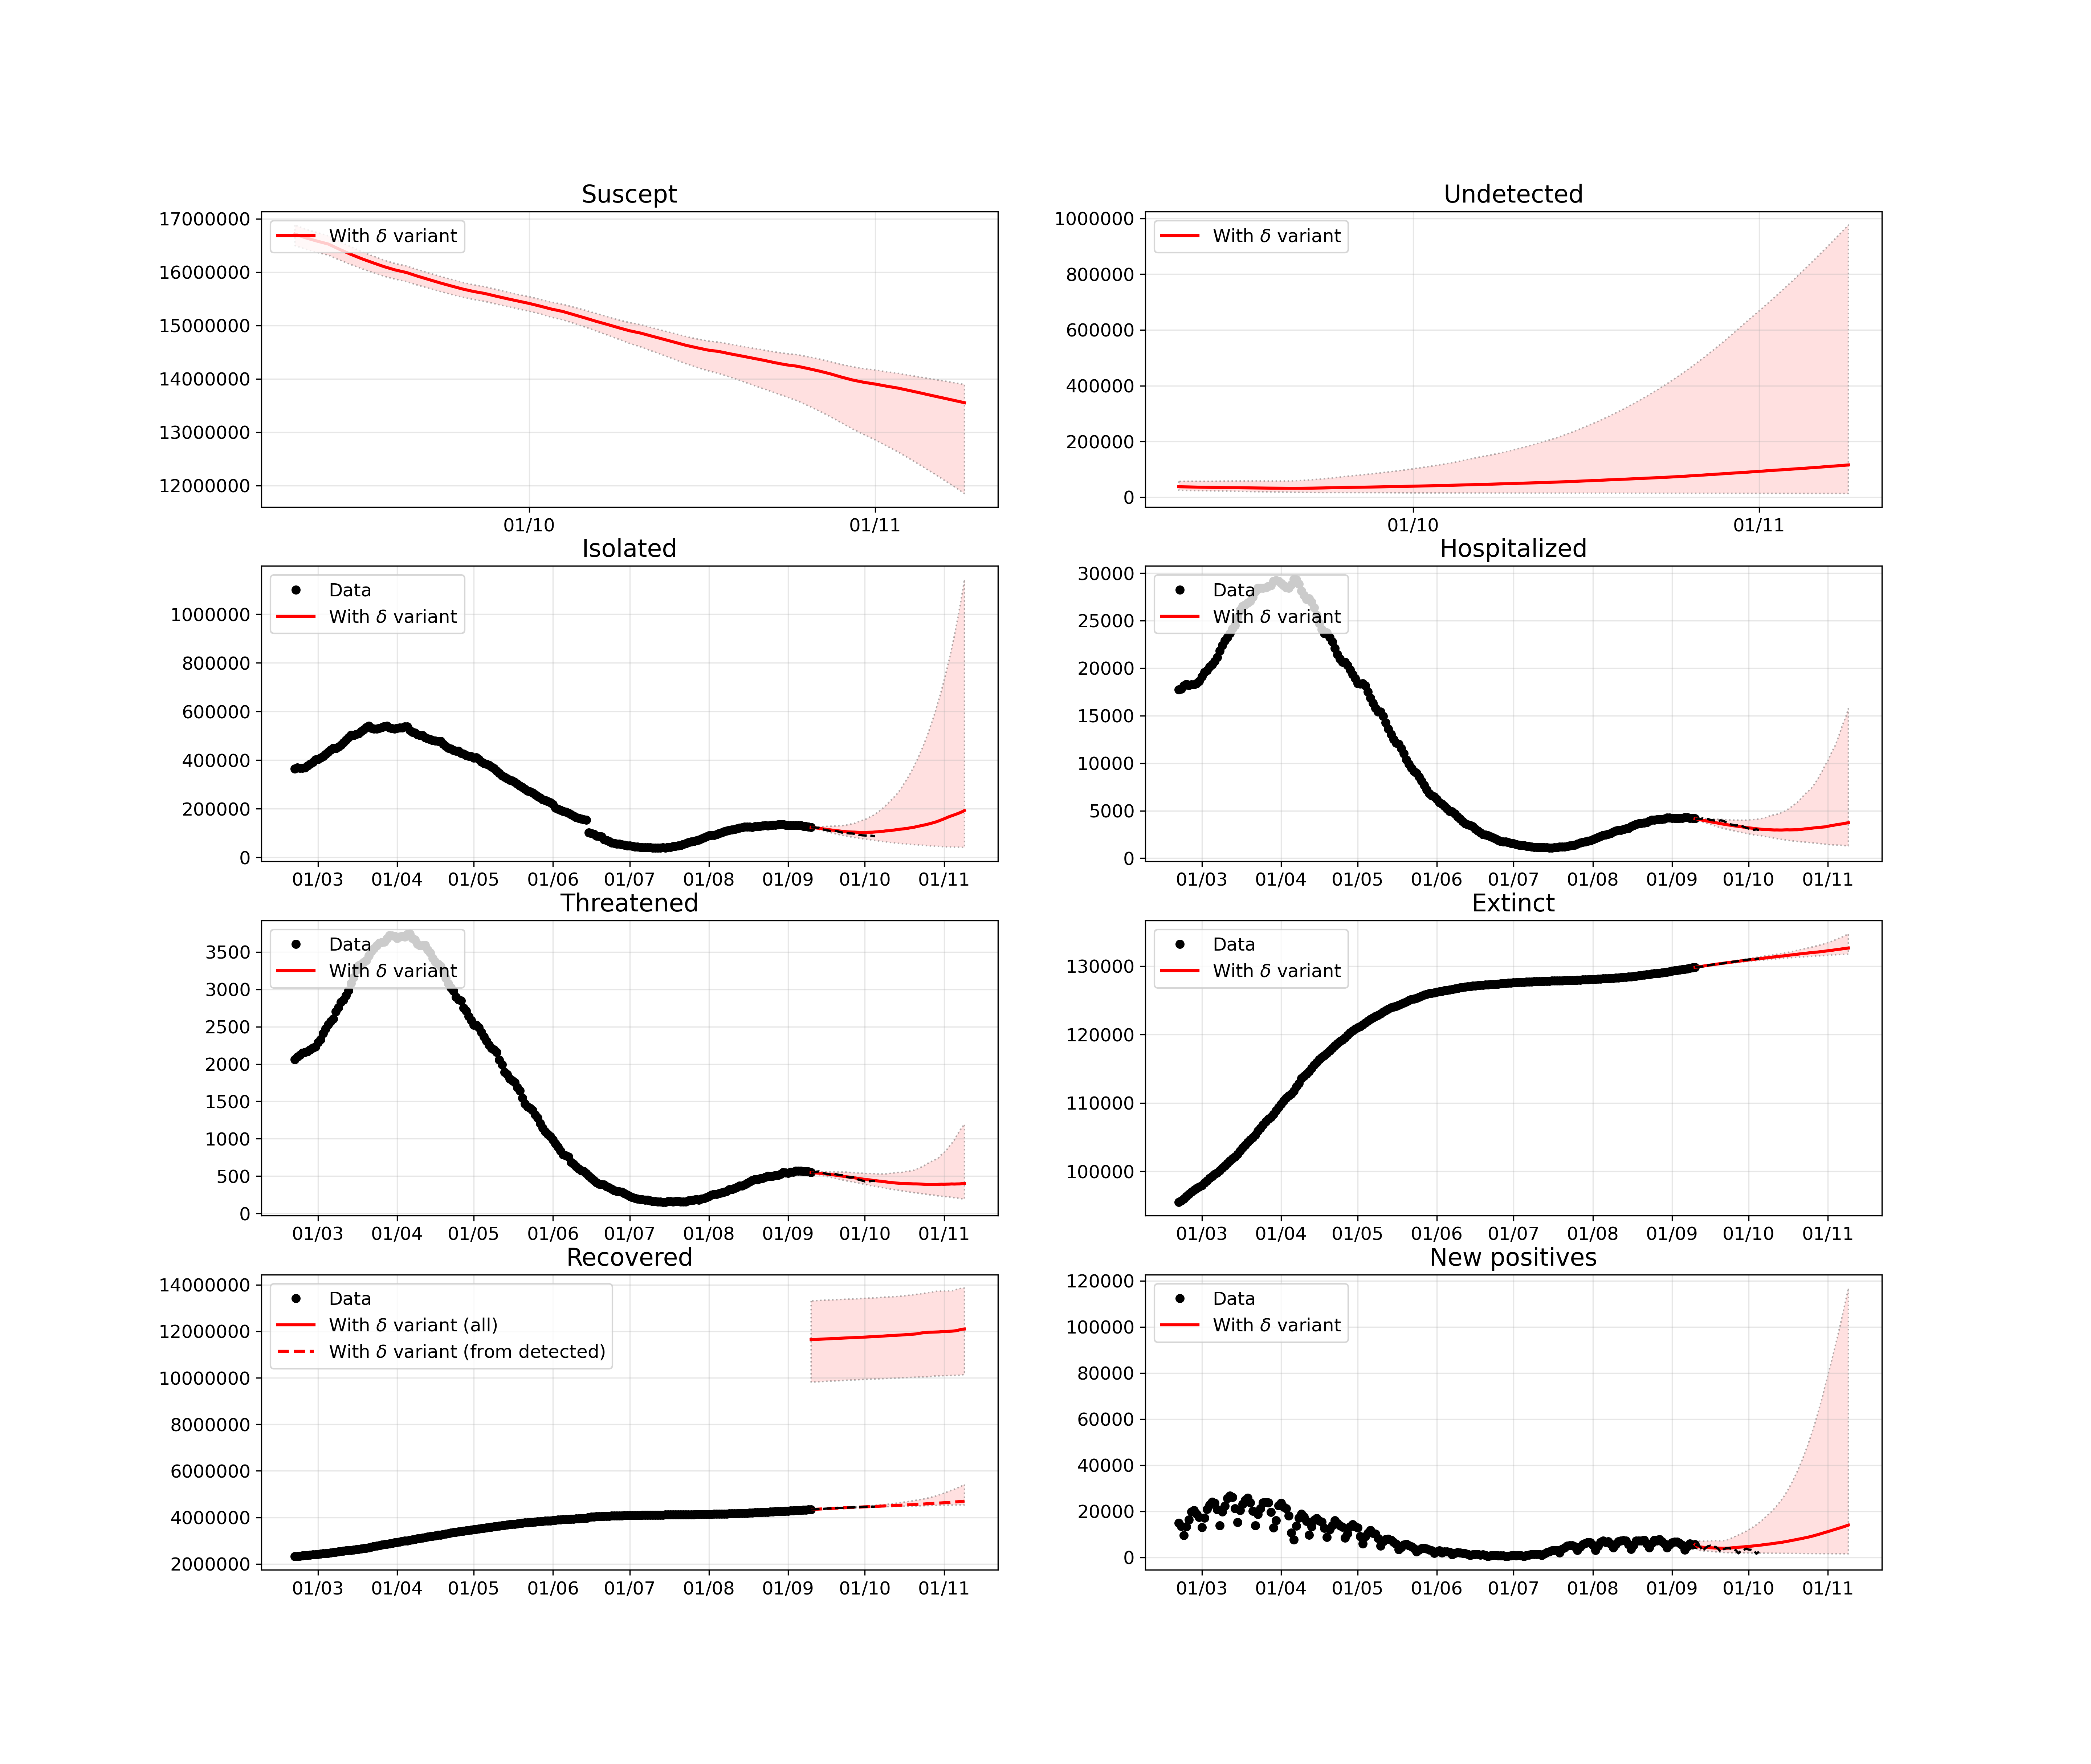 Suscept
With δ variant
17000000
16000000
15000000
14000000
13000000
12000000
01/10 01/11
Undetected
With δ variant
1000000
800000
600000
400000
200000
0
01/10 01/11
Isolated
Data
With δ variant
1000000
800000
600000
400000
200000
0
01/03 01/04 01/05 01/06 01/07 01/08 01/09 01/10 01/11
Hospitalized
Data
With δ variant
30000
25000
20000
15000
10000
5000
0
01/03 01/04 01/05 01/06 01/07 01/08 01/09 01/10 01/11
Threatened
Data
With δ variant
3500
3000
2500
2000
1500
1000
500
0
01/03 01/04 01/05 01/06 01/07 01/08 01/09 01/10 01/11
Extinct
Data
With δ variant
130000
120000
110000
100000
01/03 01/04 01/05 01/06 01/07 01/08 01/09 01/10 01/11
Recovered
Data
With δ variant (all)
With δ variant (from detected)
14000000
12000000
10000000
8000000
6000000
4000000
2000000
01/03 01/04 01/05 01/06 01/07 01/08 01/09 01/10 01/11
New positives
Data
With δ variant
120000
100000
80000
60000
40000
20000
0
01/03 01/04 01/05 01/06 01/07 01/08 01/09 01/10 01/11